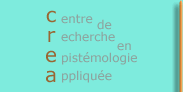 centre de
recherche en
epistémologie
appliquée